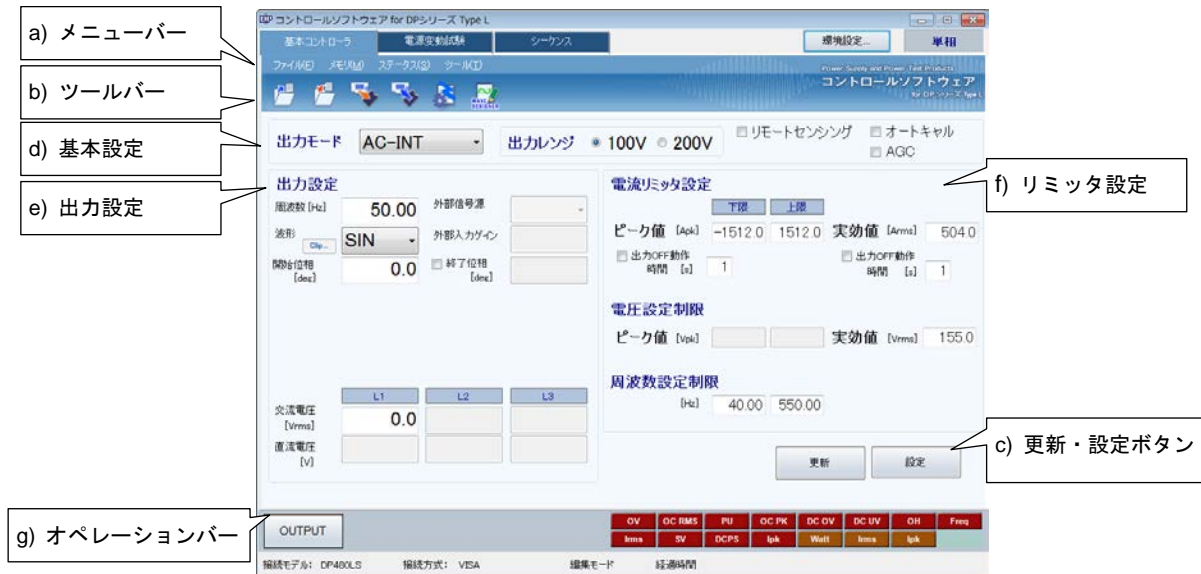 コントロールソフトウェア for DPシリーズ Type L
a) メニューバー
基本コントローラ 電源変動試験 シーケンス 環境設定... 単相
ファイル(F) メモリ(M) ステータス(S) ツール(T)
Power Supply and Power Test Products
コントロールソフトウェア
for DP シリーズ Type L
b) ツールバー
WAVE DESIGNER
d) 基本設定
出力モード AC-INT 出力レンジ 100V 200V リモートセンシング オートキャル
AGC
e) 出力設定
出力設定
周波数 [Hz] 50.00 外部信号源
波形 Clip... SIN 外部入力ゲイン
開始位相 [deg] 0.0 終了位相 [deg]
f) リミッタ設定
電流リミッタ設定
下限 上限
ピーク値 [Apk] -1512.0 1512.0 実効値 [Arms] 504.0
出力OFF動作 時間 [s] 1 出力OFF動作 時間 [s] 1
電圧設定制限
ピーク値 [Vpk] 実効値 [Vrms] 155.0
周波数設定制限
[Hz] 40.00 550.00
L1 L2 L3
交流電圧 [Vrms] 0.0
直流電圧 [V]
c) 更新・設定ボタン
更新 設定
g) オペレーションバー
OUTPUT
OV OC RMS PU OC PK DC OV DC UV OH Freq
Irms SV DCPS Ipk Watt Irms Ipk
接続モデル: DP480LS 接続方式: VISA 編集モード 経過時間